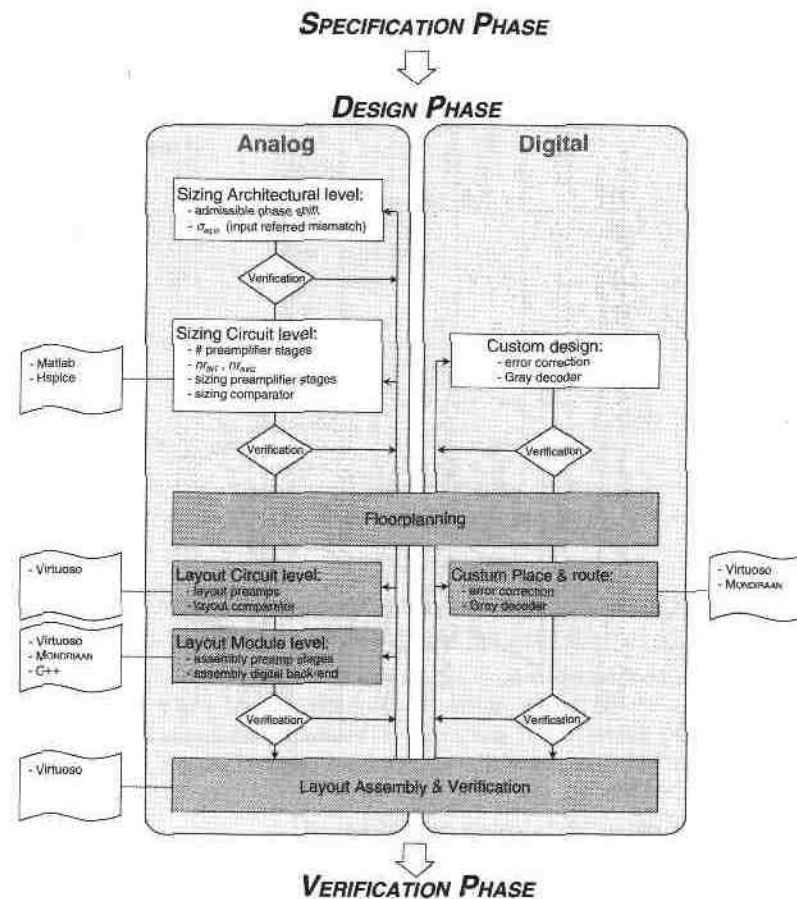 SPECIFICATION PHASE
DESIGN PHASE
Analog
Digital
Sizing Architectural level:
- admissible phase shift
(input referred mismatch)
Verification
Sizing Circuit level:
- # preamplifier stages
- sizing preamplifier stages
- sizing comparator
- Matlab
- Hspice
Custom design:
- error correction
- Gray decoder
Verification
Verification
Floorplanning
- Virtuoso
Layout Circuit level:
- layout preamps
- layout comparator
Custum Place & route:
- error correction
- Gray decoder
- Virtuoso
- MONDRIAAN
- Virtuoso
- MONDRIAAN
- C++
Layout Module level:
- assembly preamp stages
- assembly digital back-end
Verification
Verification
- Virtuoso
Layout Assembly & Verification
VERIFICATION PHASE